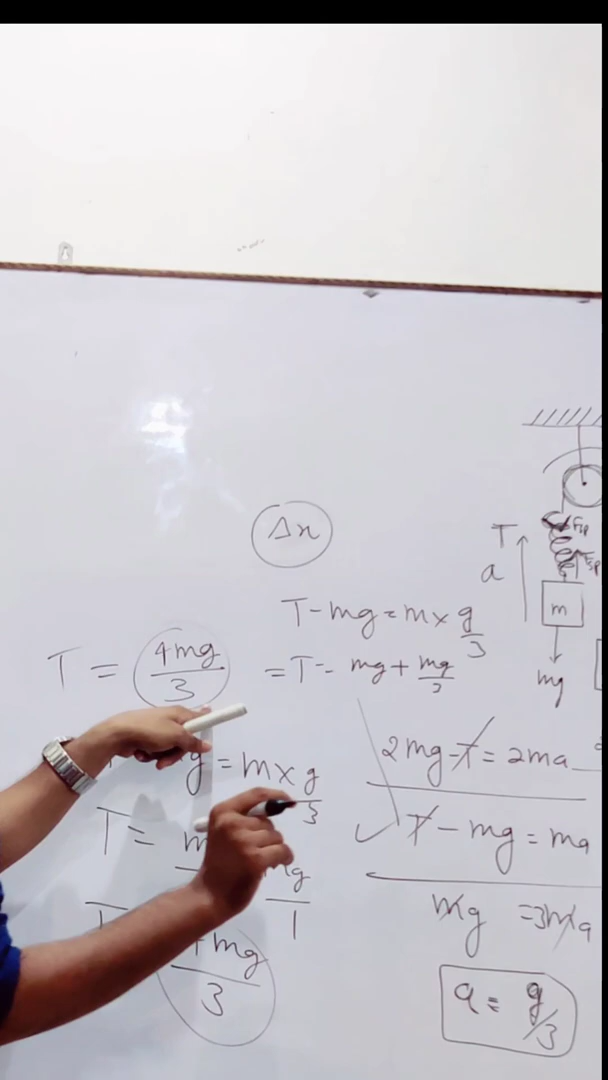 Δx
T
a
m
mg
T - mg = m × g/3
T = 4mg/3
= T = mg + mg/3
g = m × g/3
2mg - T = 2ma
T =
T - mg = ma
mg
1
mg = 3ma
4mg/3
a = g/3